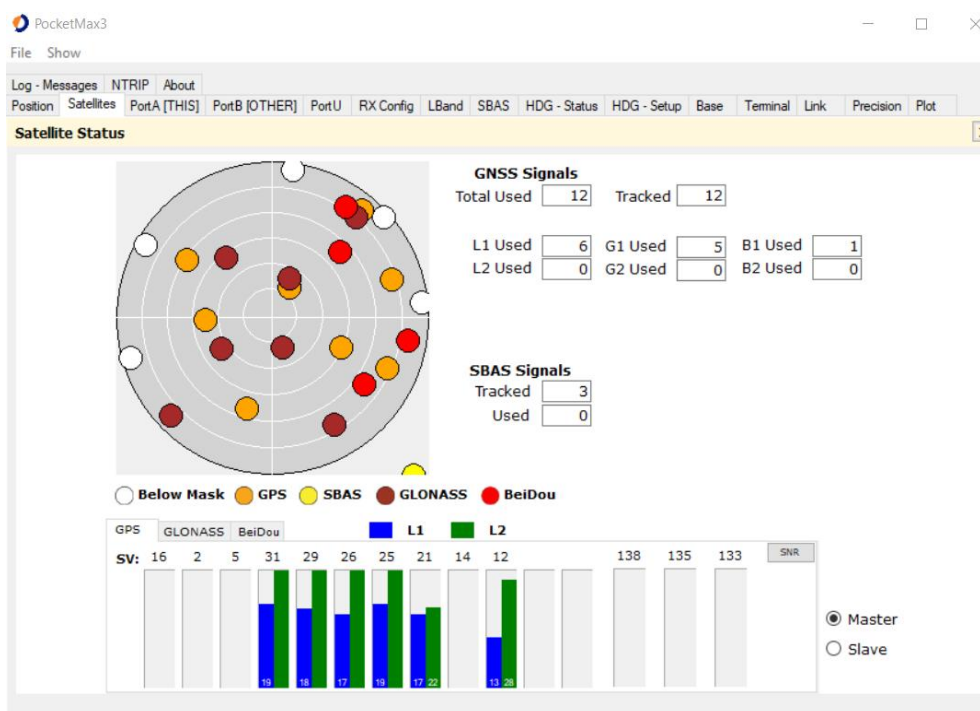 PocketMax3
File Show
Log - Messages NTRIP About
Position Satellites PortA [THIS] PortB [OTHER] PortU RX Config LBand SBAS HDG - Status HDG - Setup Base Terminal Link Precision Plot
Satellite Status
GNSS Signals
Total Used 12 Tracked 12
L1 Used 6 G1 Used 5 B1 Used 1
L2 Used 0 G2 Used 0 B2 Used 0
SBAS Signals
Tracked 3
Used 0
Below Mask GPS SBAS GLONASS BeiDou
GPS GLONASS BeiDou L1 L2
SV: 16 2 5 31 29 26 25 21 14 12 138 135 133 SNR
19 18 17 19 17 22 13 28
Master
Slave